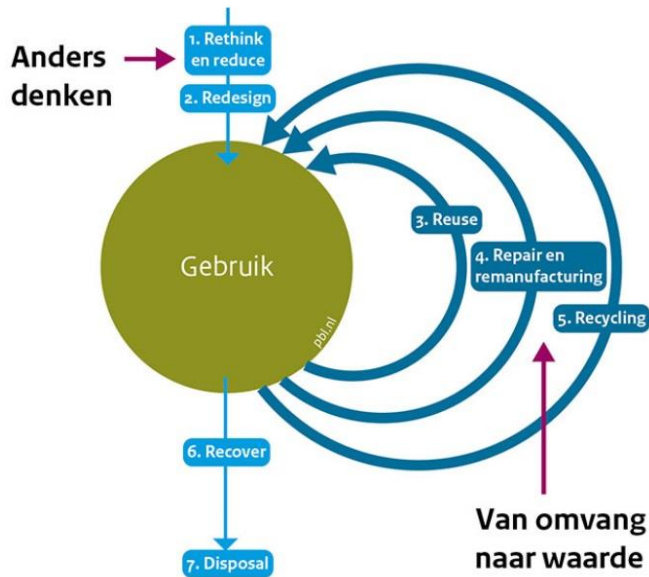 Anders
denken
1. Rethink
en reduce
2. Redesign
Gebruik
pbl.nl
3. Reuse
4. Repair en
remanufacturing
5. Recycling
6. Recover
7. Disposal
Van omvang
naar waarde